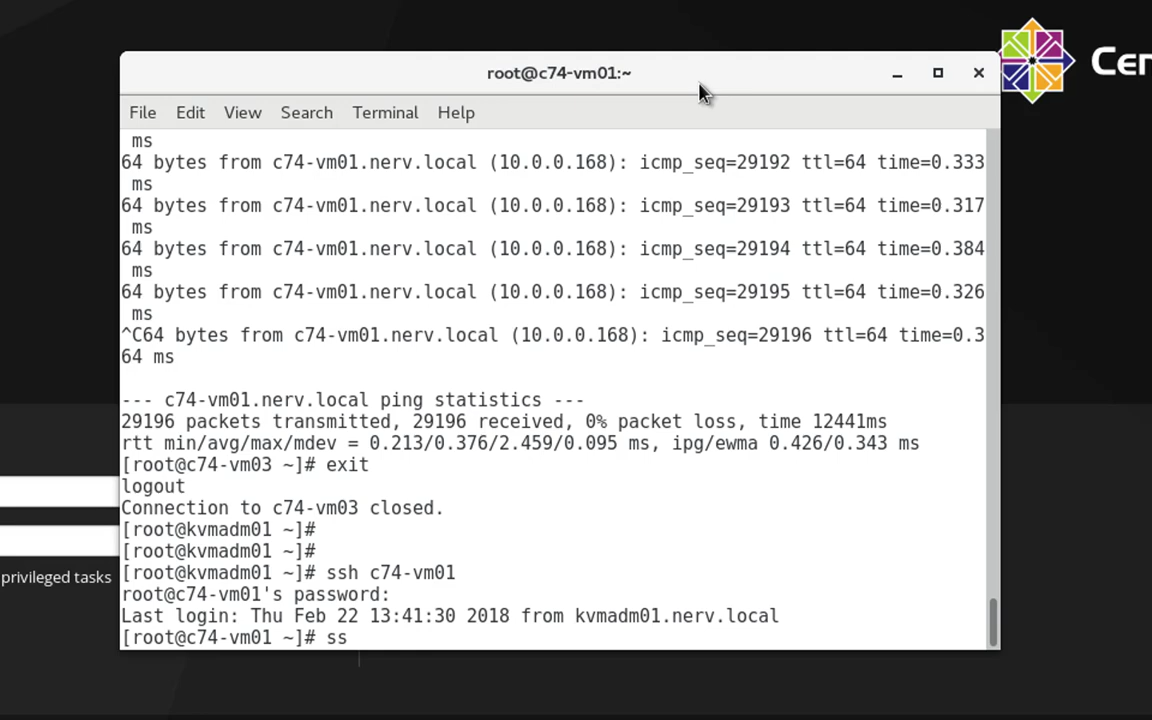 CEN
root@c74-vm01:~
File Edit View Search Terminal Help
ms
64 bytes from c74-vm01.nerv.local (10.0.0.168): icmp_seq=29192 ttl=64 time=0.333
ms
64 bytes from c74-vm01.nerv.local (10.0.0.168): icmp_seq=29193 ttl=64 time=0.317
ms
64 bytes from c74-vm01.nerv.local (10.0.0.168): icmp_seq=29194 ttl=64 time=0.384
ms
64 bytes from c74-vm01.nerv.local (10.0.0.168): icmp_seq=29195 ttl=64 time=0.326
ms
^C64 bytes from c74-vm01.nerv.local (10.0.0.168): icmp_seq=29196 ttl=64 time=0.3
64 ms
--- c74-vm01.nerv.local ping statistics ---
29196 packets transmitted, 29196 received, 0% packet loss, time 12441ms
rtt min/avg/max/mdev = 0.213/0.376/2.459/0.095 ms, ipg/ewma 0.426/0.343 ms
[root@c74-vm03 ~]# exit
logout
Connection to c74-vm03 closed.
[root@kvmadm01 ~]#
[root@kvmadm01 ~]#
[root@kvmadm01 ~]# ssh c74-vm01
privileged tasks
root@c74-vm01's password:
Last login: Thu Feb 22 13:41:30 2018 from kvmadm01.nerv.local
[root@c74-vm01 ~]# ss